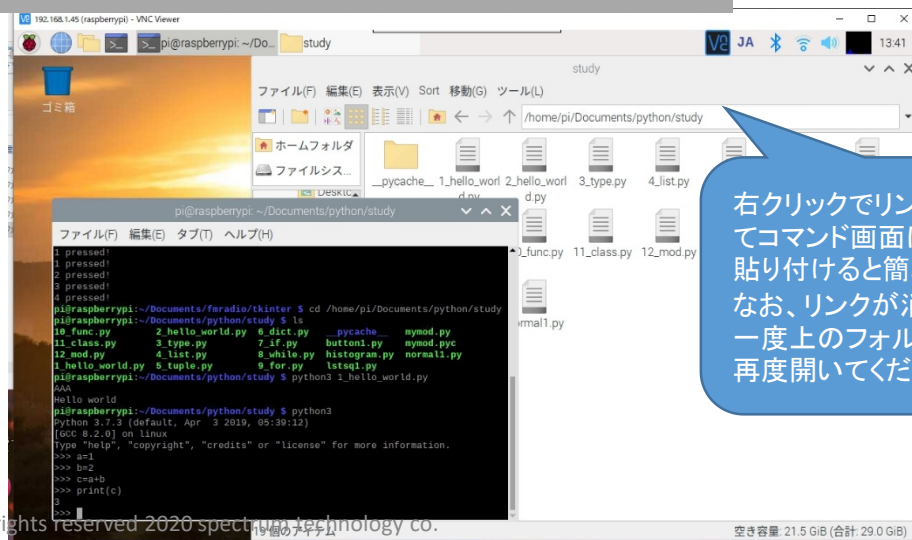 192.168.1.45 (raspberrypi) - VNC Viewer
pi@raspberrypi: ~/Do...
study
JA
13:41
ゴミ箱
study
ファイル(F) 編集(E) 表示(V) Sort 移動(G) ツール(L)
/home/pi/Documents/python/study
ホームフォルダ
ファイルシス...
__pycache__
1_hello_worl
d.py
2_hello_worl
d.py
3_type.py
4_list.py
11_class.py
12_mod.py
pi@raspberrypi: ~/Documents/python/study
ファイル(F) 編集(E) タブ(T) ヘルプ(H)
1 pressed!
1 pressed!
2 pressed!
3 pressed!
4 pressed!
pi@raspberrypi:~/Documents/fmradio/tkinter $ cd /home/pi/Documents/python/study
pi@raspberrypi:~/Documents/python/study $ ls
10_func.py 2_hello_world.py 6_dict.py __pycache__ mymod.py
11_class.py 3_type.py 7_if.py button1.py mymod.pyc
12_mod.py 4_list.py 8_while.py histogram.py normal1.py
1_hello_world.py 5_tuple.py 9_for.py lstsq1.py
pi@raspberrypi:~/Documents/python/study $ python3 1_hello_world.py
AAA
Hello world
pi@raspberrypi:~/Documents/python/study $ python3
Python 3.7.3 (default, Apr 3 2019, 05:39:12)
[GCC 8.2.0] on linux
Type "help", "copyright", "credits" or "license" for more information.
>>> a=1
>>> b=2
>>> c=a+b
>>> print(c)
3
>>>
右クリックでリン
てコマンド画面
貼り付けると簡
なお、リンクが
一度上のフォル
再度開いてくだ
ights reserved 2020 spectrum technology co.
19 個のアイテム
空き容量: 21.5 GiB (合計: 29.0 GiB)